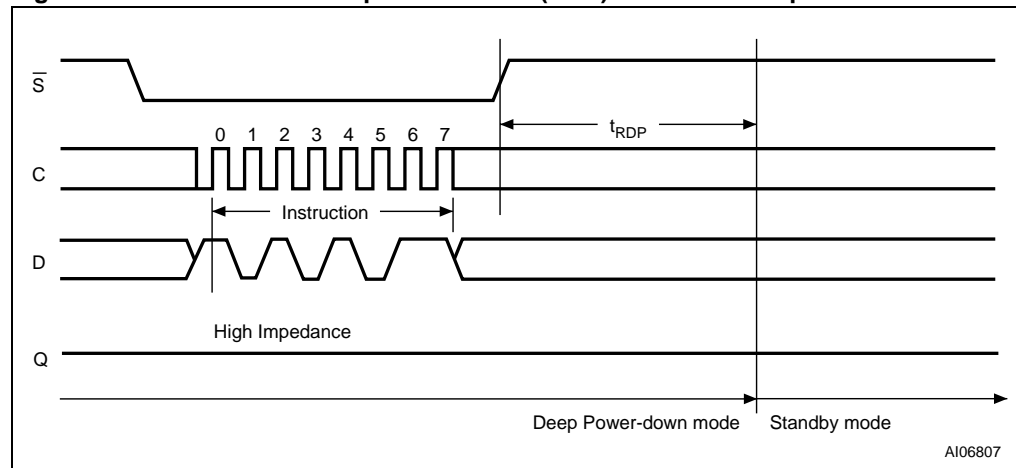 S
tRDP
0 1 2 3 4 5 6 7
C
Instruction
D
High Impedance
Q
Deep Power-down mode Standby mode
AI06807